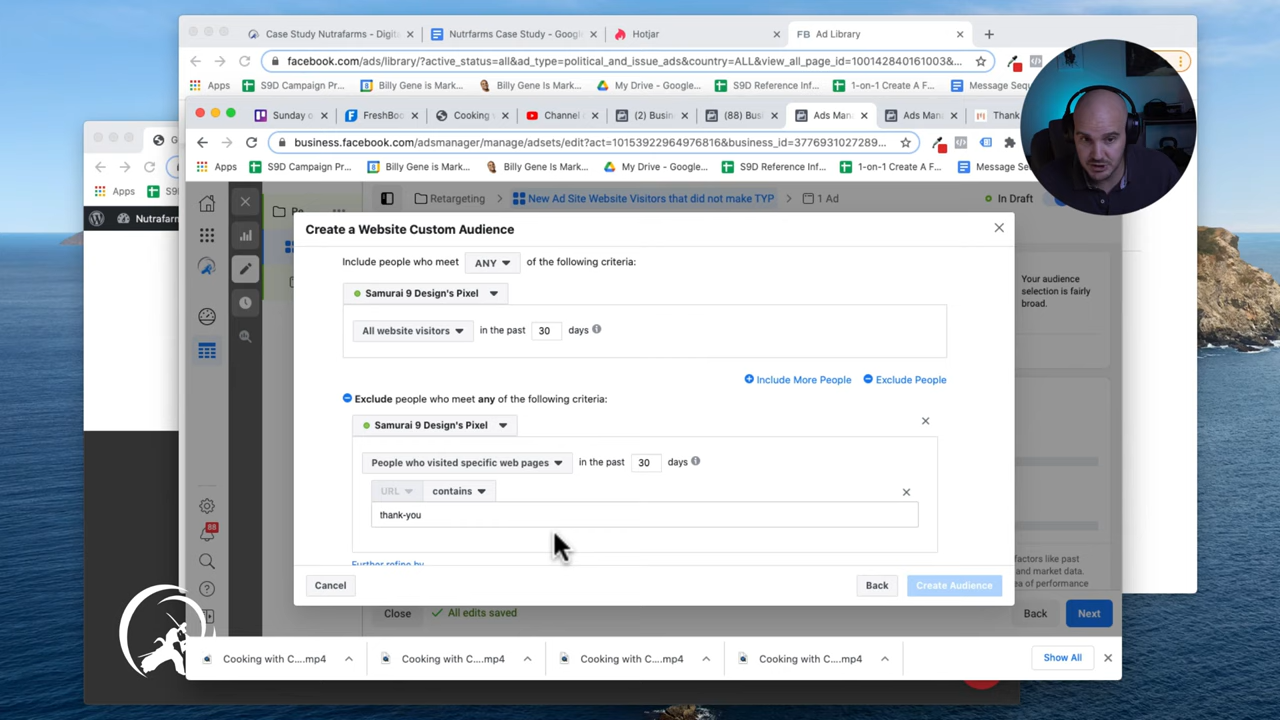 Case Study Nutrafarms - Digit
Nutrfarms Case Study - Google
Hotjar
FB Ad Library
facebook.com/ads/library/?active_status=all&ad_type=political_and_issue_ads&country=ALL&view_all_page_id=100142840161003&...
Apps
S9D Campaign Pr...
Billy Gene is Mark...
Billy Gene is Mark...
My Drive - Google...
S9D Reference Inf...
1-on-1 Create A F...
Message Sequ
Sunday o
FreshBoo
Cooking w
Channel c
(2) Busin
(88) Busi
Ads Mana
Ads Mana
Thank
business.facebook.com/adsmanager/manage/adsets/edit?act=10153922964976816&business_id=3776931027289...
Apps
S9D Campaign Pr...
Billy Gene is Mark...
Billy Gene is Mark...
My Drive - Google...
S9D Reference Inf...
1-on-1 Create A F...
Message Seq
G
Apps
S9
Nutrafarm
Re
Retargeting
New Ad Site Website Visitors that did not make TYP
1 Ad
In Draft
Create a Website Custom Audience
Include people who meet
ANY
of the following criteria:
Samurai 9 Design's Pixel
All website visitors
in the past
30
days
Include More People
Exclude People
Exclude people who meet any of the following criteria:
Samurai 9 Design's Pixel
People who visited specific web pages
in the past
30
days
URL
contains
thank-you
Further refine by
Cancel
Back
Create Audience
Your audience
selection is fairly
broad.
factors like past
and market data.
ea of performance
88
Close
All edits saved
Back
Next
Cooking with C....mp4
Cooking with C....mp4
Cooking with C....mp4
Cooking with C....mp4
Show All